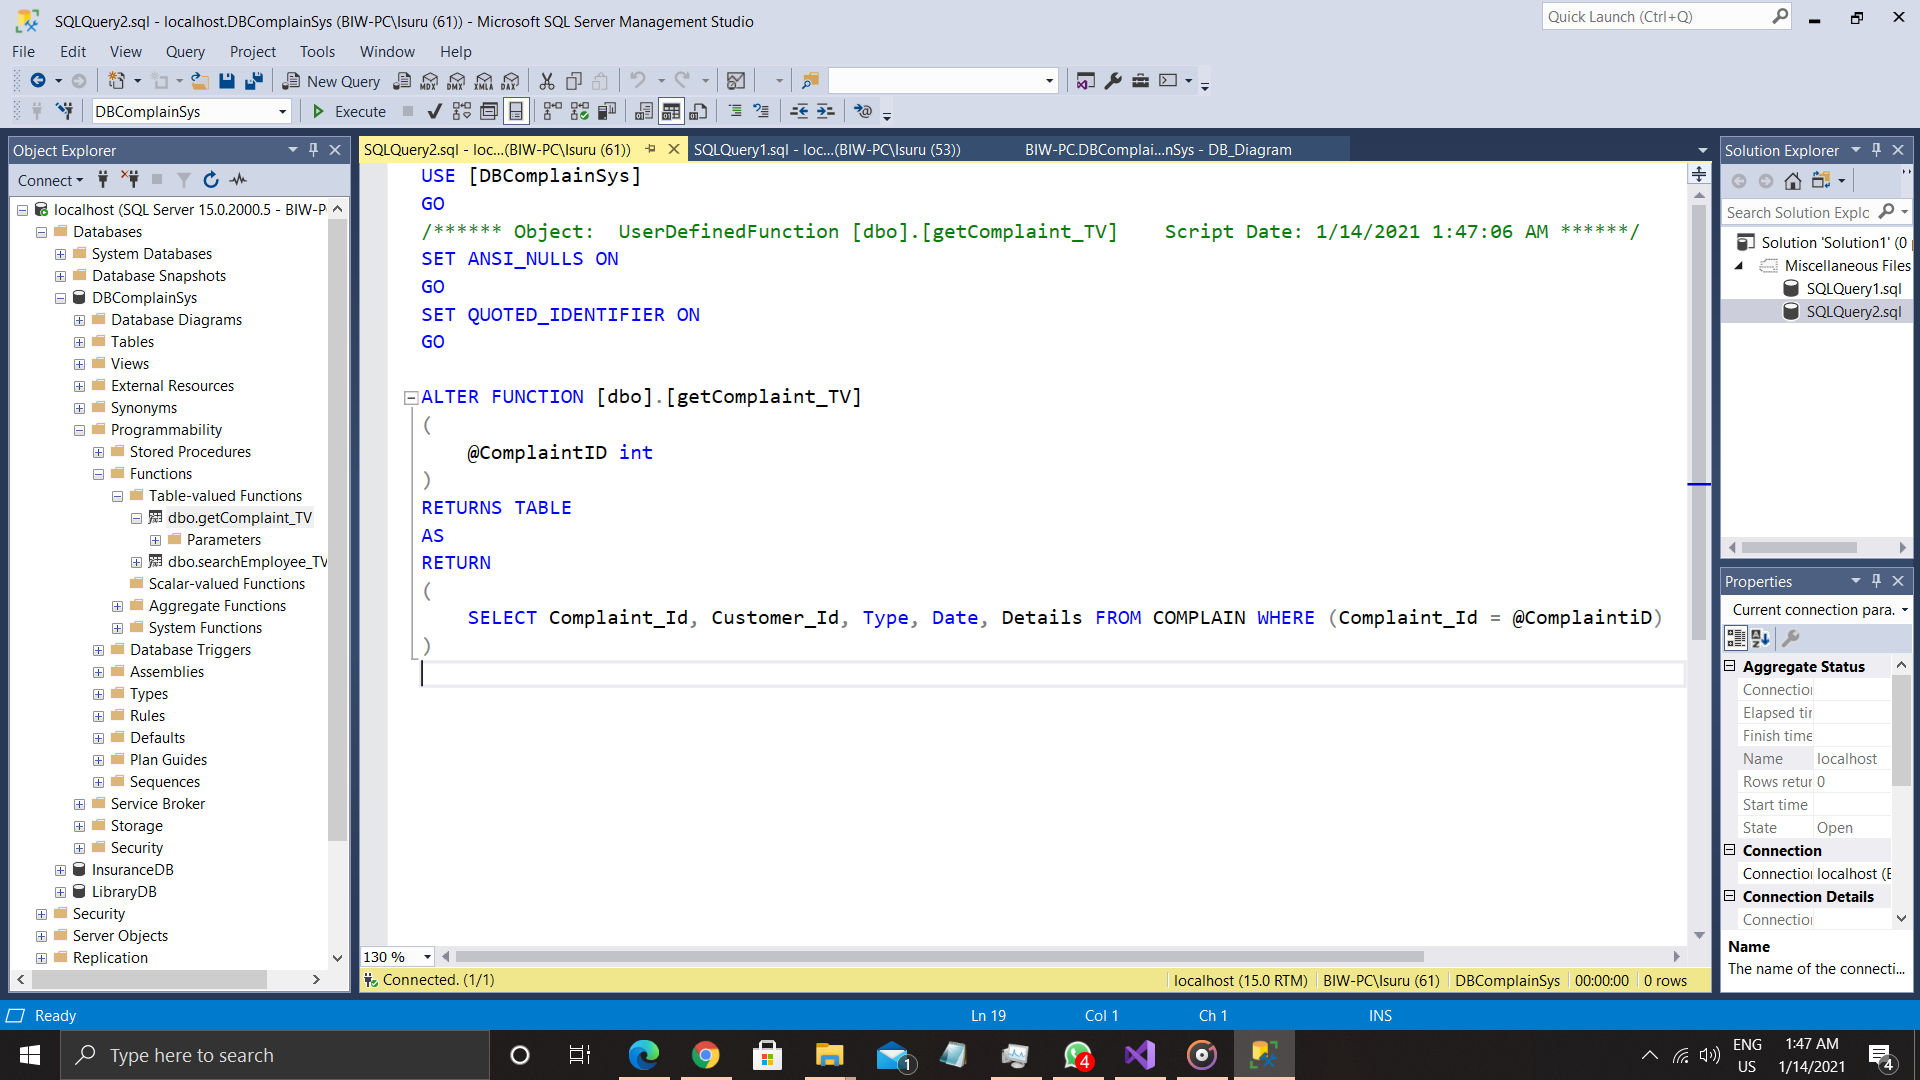 SQLQuery2.sql - localhost.DBComplainSys (BIW-PC\Isuru (61)) - Microsoft SQL Server Management Studio
Quick Launch (Ctrl+Q)
File Edit View Query Project Tools Window Help
New Query
MDX DMX XMLA DAX
DBComplainSys
Execute
Object Explorer
Connect
localhost (SQL Server 15.0.2000.5 - BIW-P
Databases
System Databases
Database Snapshots
DBComplainSys
Database Diagrams
Tables
Views
External Resources
Synonyms
Programmability
Stored Procedures
Functions
Table-valued Functions
dbo.getComplaint_TV
Parameters
dbo.searchEmployee_TV
Scalar-valued Functions
Aggregate Functions
System Functions
Database Triggers
Assemblies
Types
Rules
Defaults
Plan Guides
Sequences
Service Broker
Storage
Security
InsuranceDB
LibraryDB
Security
Server Objects
Replication
SQLQuery2.sql - loc...(BIW-PC\Isuru (61))
SQLQuery1.sql - loc...(BIW-PC\Isuru (53))
BIW-PC.DBComplai...nSys - DB_Diagram
USE [DBComplainSys]
GO
/****** Object:  UserDefinedFunction [dbo].[getComplaint_TV]    Script Date: 1/14/2021 1:47:06 AM ******/
SET ANSI_NULLS ON
GO
SET QUOTED_IDENTIFIER ON
GO
ALTER FUNCTION [dbo].[getComplaint_TV]
(
@ComplaintID int
)
RETURNS TABLE
AS
RETURN
(
SELECT Complaint_Id, Customer_Id, Type, Date, Details FROM COMPLAIN WHERE (Complaint_Id = @ComplaintiD)
)
130 %
Connected. (1/1)
localhost (15.0 RTM)
BIW-PC\Isuru (61)
DBComplainSys
00:00:00
0 rows
Solution Explorer
Search Solution Explo
Solution 'Solution1' (0
Miscellaneous Files
SQLQuery1.sql
SQLQuery2.sql
Properties
Current connection para.
Aggregate Status
Connection
Elapsed tir
Finish time
Name localhost
Rows retur 0
Start time
State Open
Connection
Connection localhost (E
Connection Details
Connection
Name
The name of the connecti...
Ready
Ln 19
Col 1
Ch 1
INS
Type here to search
1
4
ENG
US
1:47 AM
1/14/2021
4